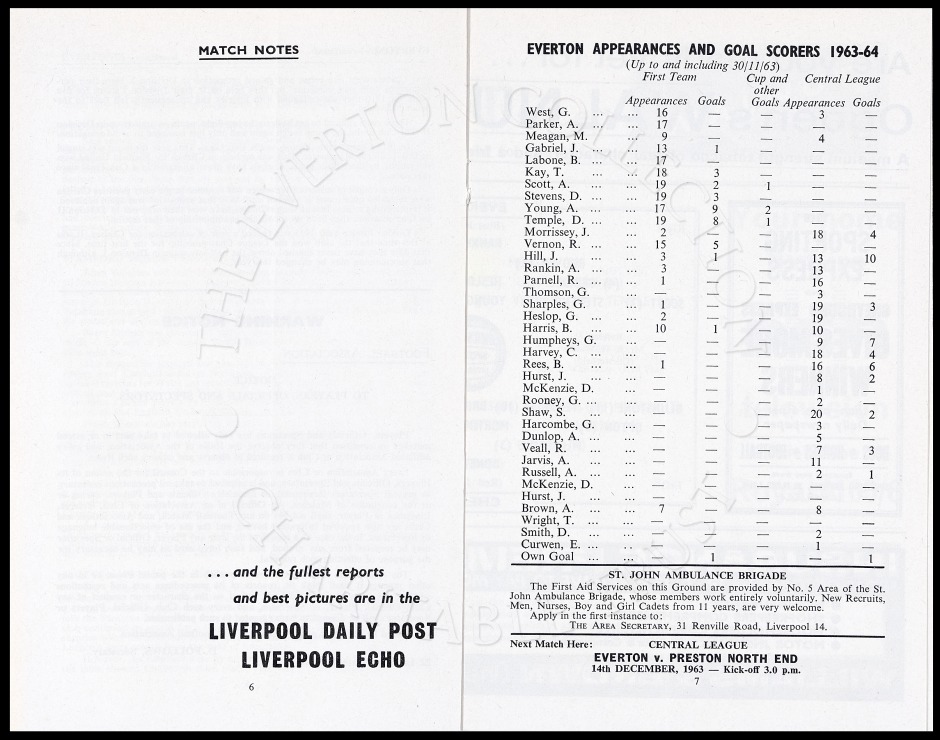 MATCH NOTES
. . . and the fullest reports
and best pictures are in the
LIVERPOOL DAILY POST
LIVERPOOL ECHO
6
EVERTON APPEARANCES AND GOAL SCORERS 1963-64
(Up to and including 30/11/63)
First Team Cup and Central League
other
Appearances Goals Goals Appearances Goals
West, G. ... ... 16 — — 3 —
Parker, A. ... ... 17 — — — —
Meagan, M. ... 9 — — 4 —
Gabriel, J. ... ... 13 1 — — —
Labone, B. ... ... 17 — — — —
Kay, T. ... ... 18 3 — — —
Scott, A. ... ... 19 2 1 — —
Stevens, D. ... ... 19 3 — — —
Young, A. ... ... 17 9 2 — —
Temple, D. ... ... 19 8 1 — —
Morrissey, J. ... 2 — — 18 4
Vernon, R. ... ... 15 5 — — —
Hill, J. ... ... 3 1 — 13 10
Rankin, A. ... ... 3 — — 13 —
Parnell, R. ... ... 1 — — 16 —
Thomson, G. ... — — — 3 —
Sharples, G. ... 1 — — 19 3
Heslop, G. ... ... 2 — — 19 —
Harris, B. ... ... 10 1 — 10 —
Humpheys, G. ... — — — 9 7
Harvey, C. ... ... — — — 18 4
Rees, B. ... ... 1 — — 16 6
Hurst, J. ... ... — — — 8 2
McKenzie, D. ... — — — 1 —
Rooney, G. ... ... — — — 2 —
Shaw, S. ... ... — — — 20 2
Harcombe, G. ... — — — 3 —
Dunlop, A. ... ... — — — 5 —
Veall, R. ... ... — — — 7 3
Jarvis, A. ... ... — — — 11 —
Russell, A. ... ... — — — 2 1
McKenzie, D. ... — — — — —
Hurst, J. ... ... — — — — —
Brown, A. ... ... 7 — — 8 —
Wright, T. ... ... — — — — —
Smith, D. ... ... — — — 2 —
Curwen, E. ... ... — — — 1 —
Own Goal ... ... — 1 — — 1
ST. JOHN AMBULANCE BRIGADE
The First Aid Services on this Ground are provided by No. 5 Area of the St.
John Ambulance Brigade, whose members work entirely voluntarily. New Recruits,
Men, Nurses, Boy and Girl Cadets from 11 years, are very welcome.
Apply in the first instance to:
THE AREA SECRETARY, 31 Renville Road, Liverpool 14.
Next Match Here: CENTRAL LEAGUE
EVERTON v. PRESTON NORTH END
14th DECEMBER, 1963 — Kick-off 3.0 p.m.
7